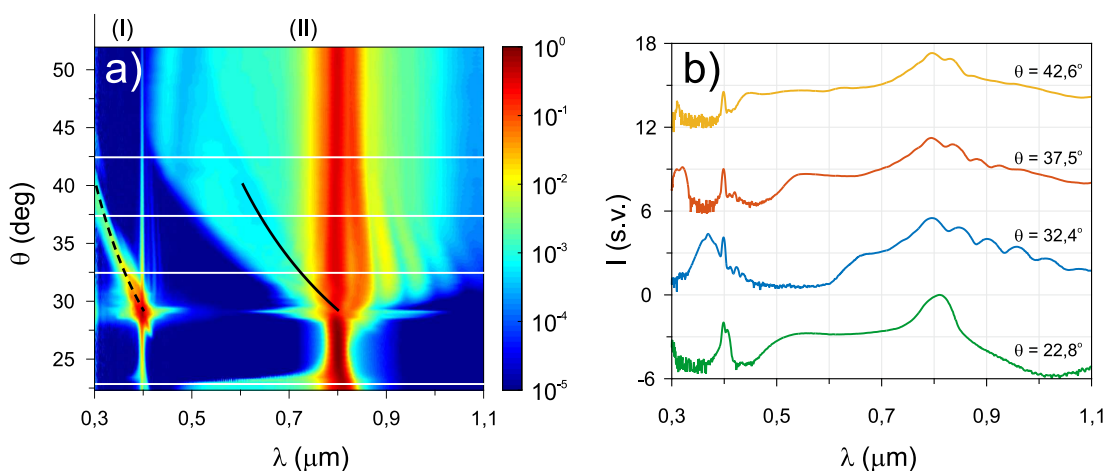 (I) (II)
a)
50
45
40
35
30
25
θ (deg)
0,3 0,5 0,7 0,9 1,1
λ (μm)
10⁰
10⁻¹
10⁻²
10⁻³
10⁻⁴
10⁻⁵
b)
18
12
6
0
-6
I (s.v.)
θ = 42,6°
θ = 37,5°
θ = 32,4°
θ = 22,8°
0,3 0,5 0,7 0,9 1,1
λ (μm)